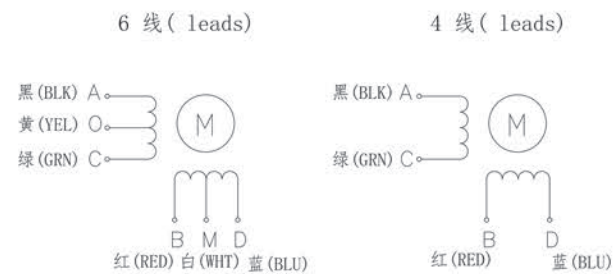 6 线( leads)
黑(BLK) A
黄(YEL) O
绿(GRN) C
M
B M D
红(RED) 白(WHT) 蓝(BLU)
4 线( leads)
黑(BLK) A
绿(GRN) C
M
B D
红(RED) 蓝(BLU)